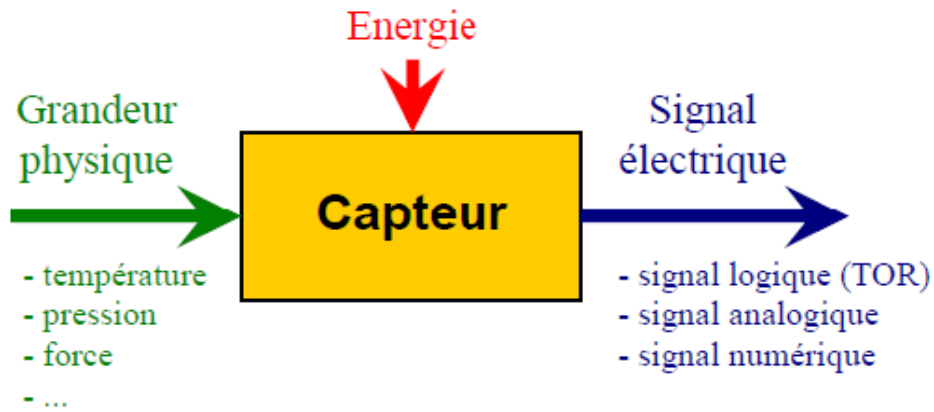 Energie
Grandeur
physique
Signal
électrique
Capteur
- température
- pression
- force
- ...
- signal logique (TOR)
- signal analogique
- signal numérique